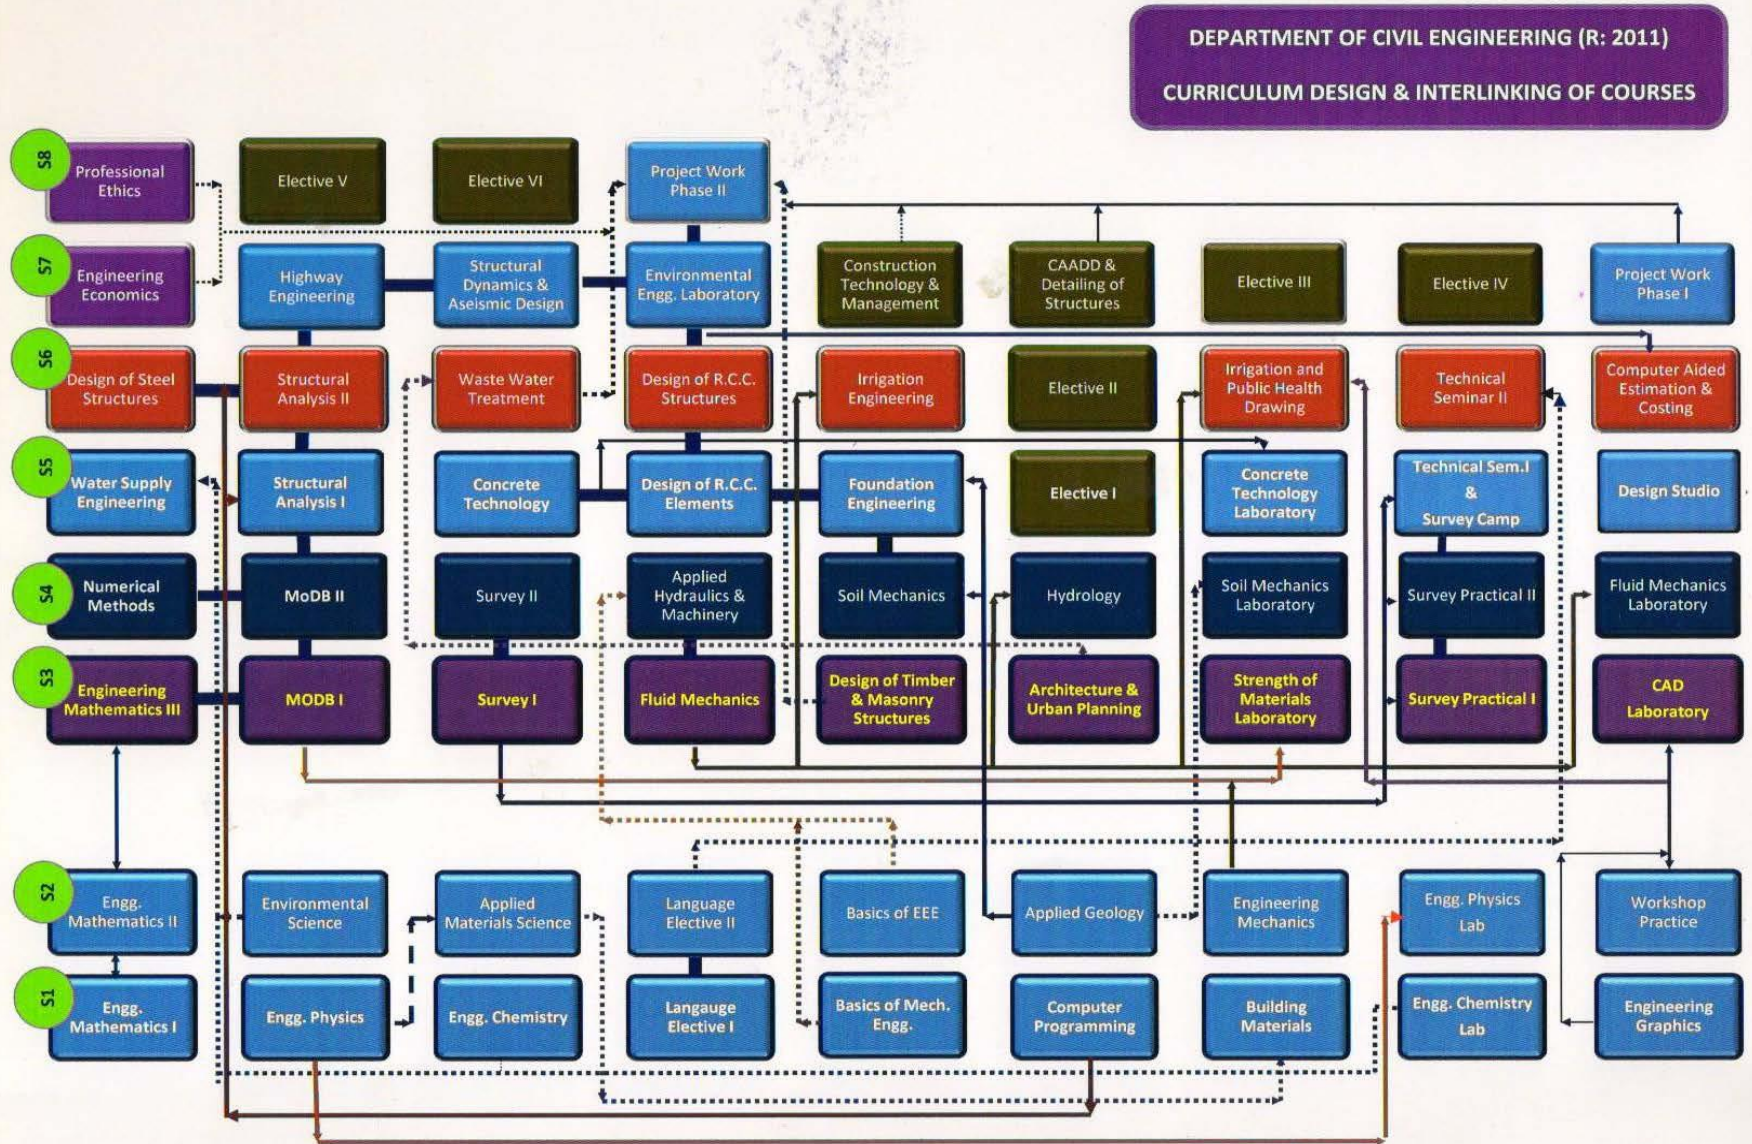 DEPARTMENT OF CIVIL ENGINEERING (R: 2011)
CURRICULUM DESIGN & INTERLINKING OF COURSES
S8
Professional
Ethics
Elective V
Elective VI
Project Work
Phase II
S7
Engineering
Economics
Highway
Engineering
Structural
Dynamics &
Aseismic Design
Environmental
Engg. Laboratory
Construction
Technology &
Management
CAADD &
Detailing of
Structures
Elective III
Elective IV
Project Work
Phase I
S6
Design of Steel
Structures
Structural
Analysis II
Waste Water
Treatment
Design of R.C.C.
Structures
Irrigation
Engineering
Elective II
Irrigation and
Public Health
Drawing
Technical
Seminar II
Computer Aided
Estimation &
Costing
S5
Water Supply
Engineering
Structural
Analysis I
Concrete
Technology
Design of R.C.C.
Elements
Foundation
Engineering
Elective I
Concrete
Technology
Laboratory
Technical Sem.I
&
Survey Camp
Design Studio
S4
Numerical
Methods
MoDB II
Survey II
Applied
Hydraulics &
Machinery
Soil Mechanics
Hydrology
Soil Mechanics
Laboratory
Survey Practical II
Fluid Mechanics
Laboratory
S3
Engineering
Mathematics III
MODB I
Survey I
Fluid Mechanics
Design of Timber
& Masonry
Structures
Architecture &
Urban Planning
Strength of
Materials
Laboratory
Survey Practical I
CAD
Laboratory
S2
Engg.
Mathematics II
Environmental
Science
Applied
Materials Science
Language
Elective II
Basics of EEE
Applied Geology
Engineering
Mechanics
Engg. Physics
Lab
Workshop
Practice
S1
Engg.
Mathematics I
Engg. Physics
Engg. Chemistry
Langauge
Elective I
Basics of Mech.
Engg.
Computer
Programming
Building
Materials
Engg. Chemistry
Lab
Engineering
Graphics